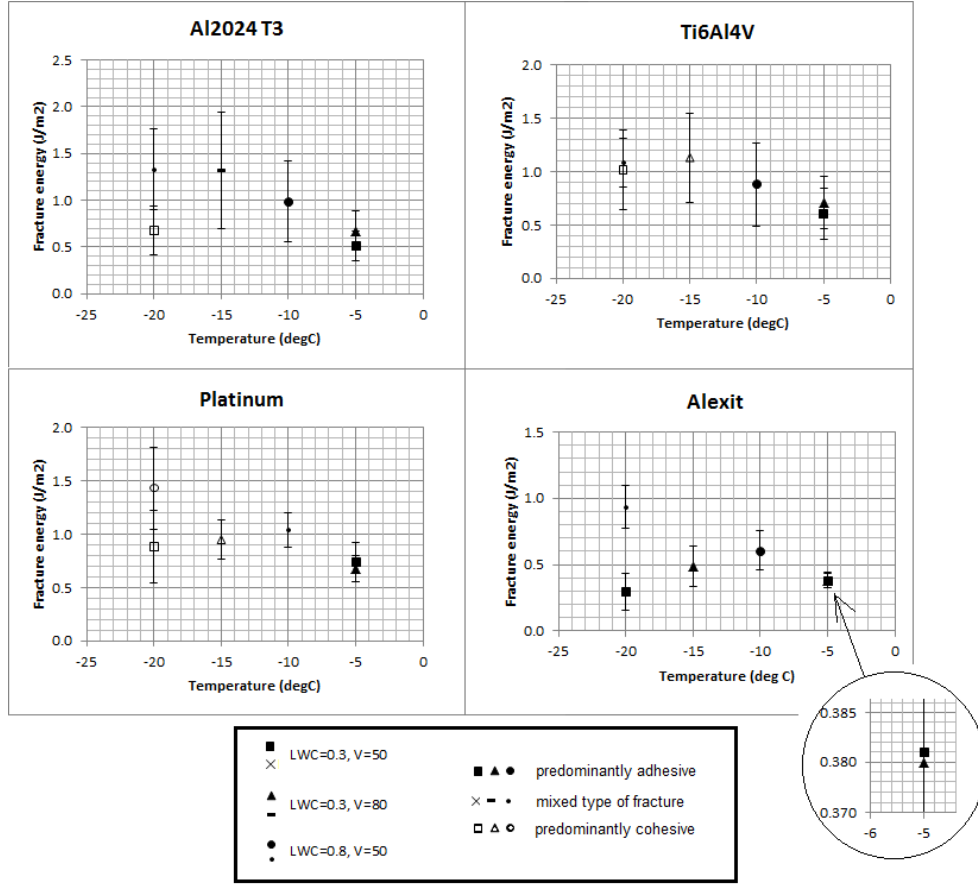 Al2024 T3
Fracture energy (J/m2)
2.5
2.0
1.5
1.0
0.5
0.0
-25 -20 -15 -10 -5 0
Temperature (degC)
Ti6Al4V
Fracture energy (J/m2)
2.0
1.5
1.0
0.5
0.0
-25 -20 -15 -10 -5 0
Temperature (degC)
Platinum
Fracture energy (J/m2)
2.0
1.5
1.0
0.5
0.0
-25 -20 -15 -10 -5 0
Temperature (degC)
Alexit
Fracture energy (J/m2)
1.5
1.0
0.5
0.0
-25 -20 -15 -10 -5 0
Temperature (deg C)
0.385
0.380
0.370
-6 -5
LWC=0.3, V=50
LWC=0.3, V=80
LWC=0.8, V=50
predominantly adhesive
mixed type of fracture
predominantly cohesive